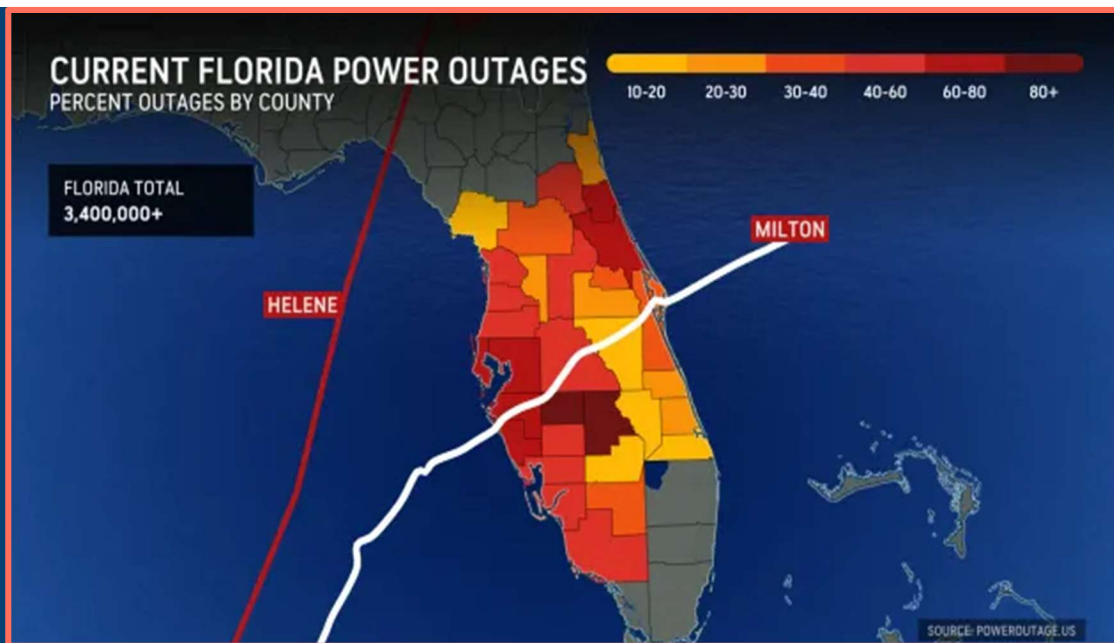 CURRENT FLORIDA POWER OUTAGES
PERCENT OUTAGES BY COUNTY
10-20 20-30 30-40 40-60 60-80 80+
FLORIDA TOTAL
3,400,000+
MILTON
HELENE
SOURCE: POWEROUTAGE.US